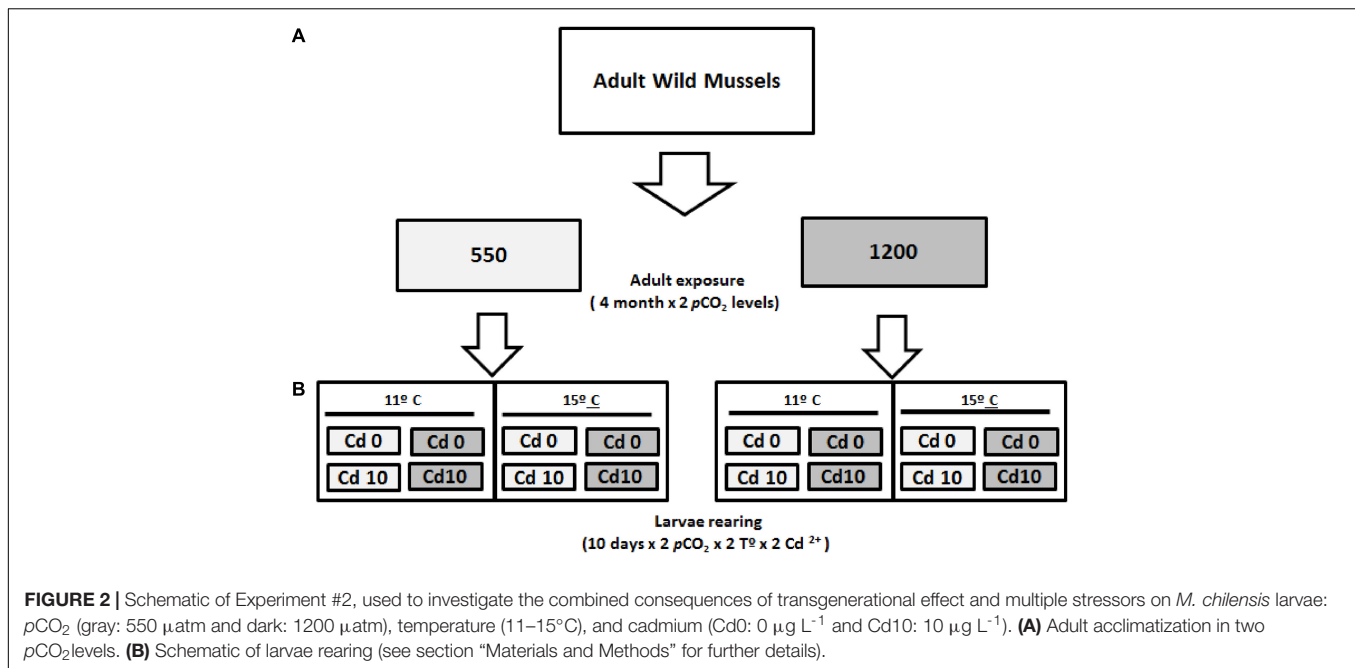 A
Adult Wild Mussels
550
1200
Adult exposure
( 4 month x 2 pCO₂ levels)
B
11º C
15º C
11º C
15º C
Cd 0
Cd 0
Cd 0
Cd 0
Cd 0
Cd 0
Cd 0
Cd 0
Cd 10
Cd10
Cd 10
Cd10
Cd 10
Cd10
Cd 10
Cd10
Larvae rearing
(10 days x 2 pCO₂ x 2 Tº x 2 Cd ²⁺ )
FIGURE 2 | Schematic of Experiment #2, used to investigate the combined consequences of transgenerational effect and multiple stressors on M. chilensis larvae:
pCO₂ (gray: 550 μatm and dark: 1200 μatm), temperature (11–15°C), and cadmium (Cd0: 0 μg L⁻¹ and Cd10: 10 μg L⁻¹). (A) Adult acclimatization in two
pCO₂levels. (B) Schematic of larvae rearing (see section “Materials and Methods” for further details).